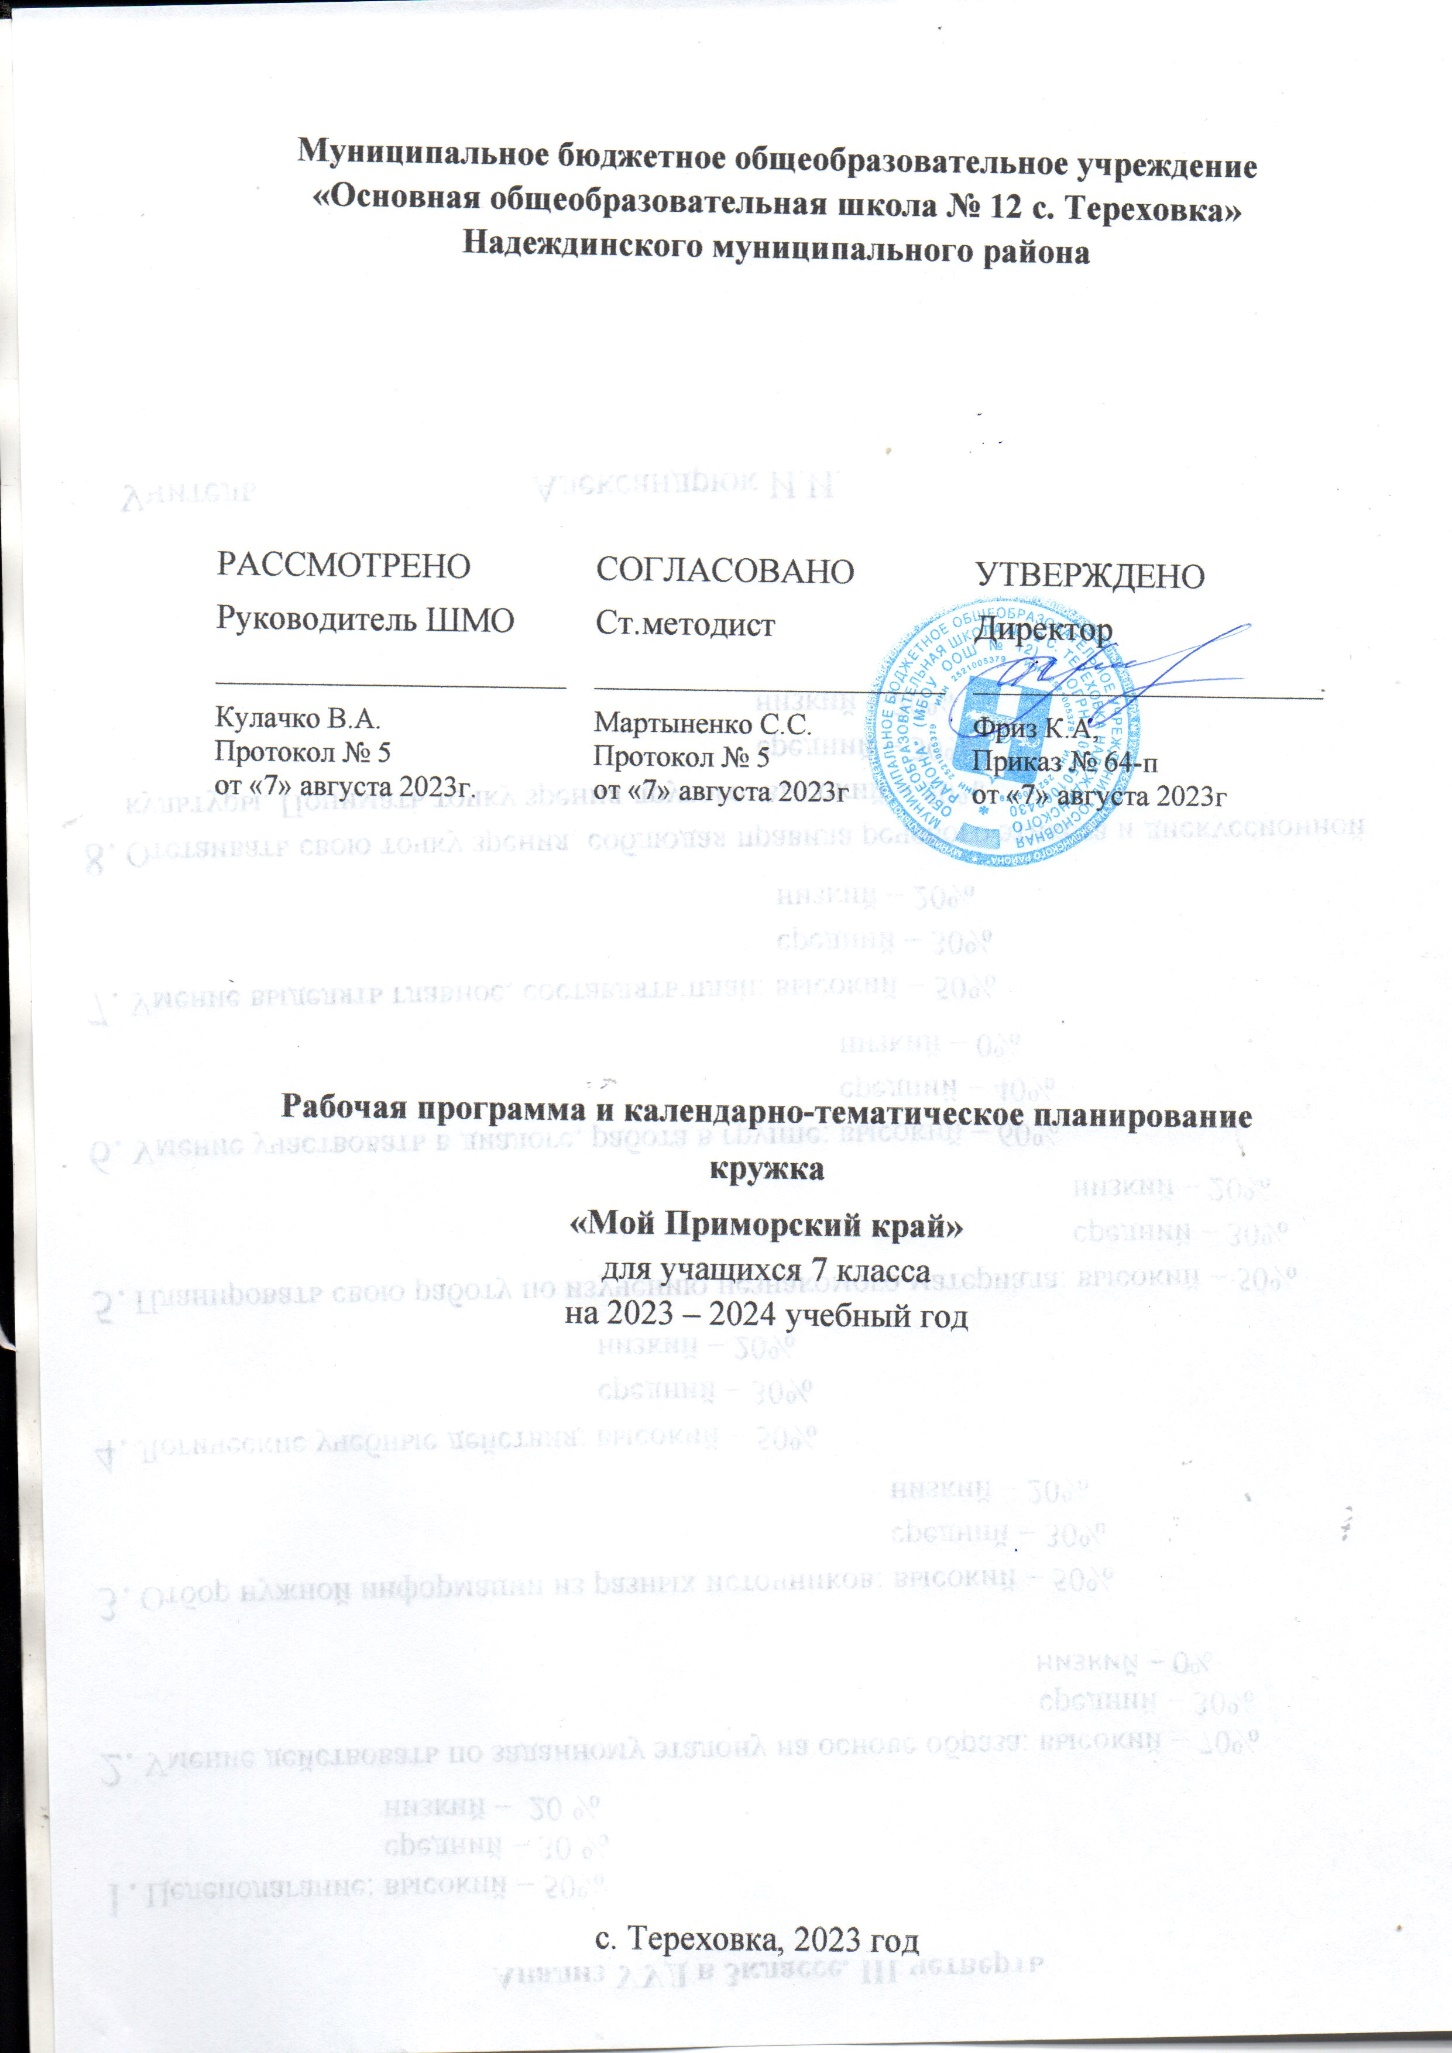 Муниципальное бюджетное общеобразовательное учреждение
«Основная общеобразовательная школа № 12 с. Тереховка»
Надеждинского муниципального района
РАССМОТРЕНО
Руководитель ШМО
Кулачко В.А.
Протокол № 5
от «7» августа 2023г.
СОГЛАСОВАНО
Ст.методист
Мартыненко С.С.
Протокол № 5
от «7» августа 2023г
УТВЕРЖДЕНО
Директор
Фриз К.А.
Приказ № 64-п
от «7» августа 2023г
Рабочая программа и календарно-тематическое планирование
кружка
«Мой Приморский край»
для учащихся 7 класса
на 2023 – 2024 учебный год
с. Тереховка, 2023 год